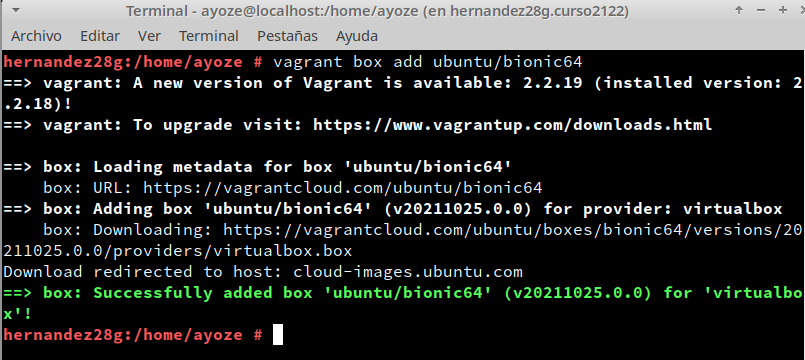 Terminal - ayoze@localhost:/home/ayoze (en hernandez28g.curso2122)
Archivo Editar Ver Terminal Pestañas Ayuda
hernandez28g:/home/ayoze # vagrant box add ubuntu/bionic64
==> vagrant: A new version of Vagrant is available: 2.2.19 (installed version: 2
.2.18)!
==> vagrant: To upgrade visit: https://www.vagrantup.com/downloads.html
==> box: Loading metadata for box 'ubuntu/bionic64'
    box: URL: https://vagrantcloud.com/ubuntu/bionic64
==> box: Adding box 'ubuntu/bionic64' (v20211025.0.0) for provider: virtualbox
    box: Downloading: https://vagrantcloud.com/ubuntu/boxes/bionic64/versions/20
211025.0.0/providers/virtualbox.box
Download redirected to host: cloud-images.ubuntu.com
==> box: Successfully added box 'ubuntu/bionic64' (v20211025.0.0) for 'virtualbo
x'!
hernandez28g:/home/ayoze #